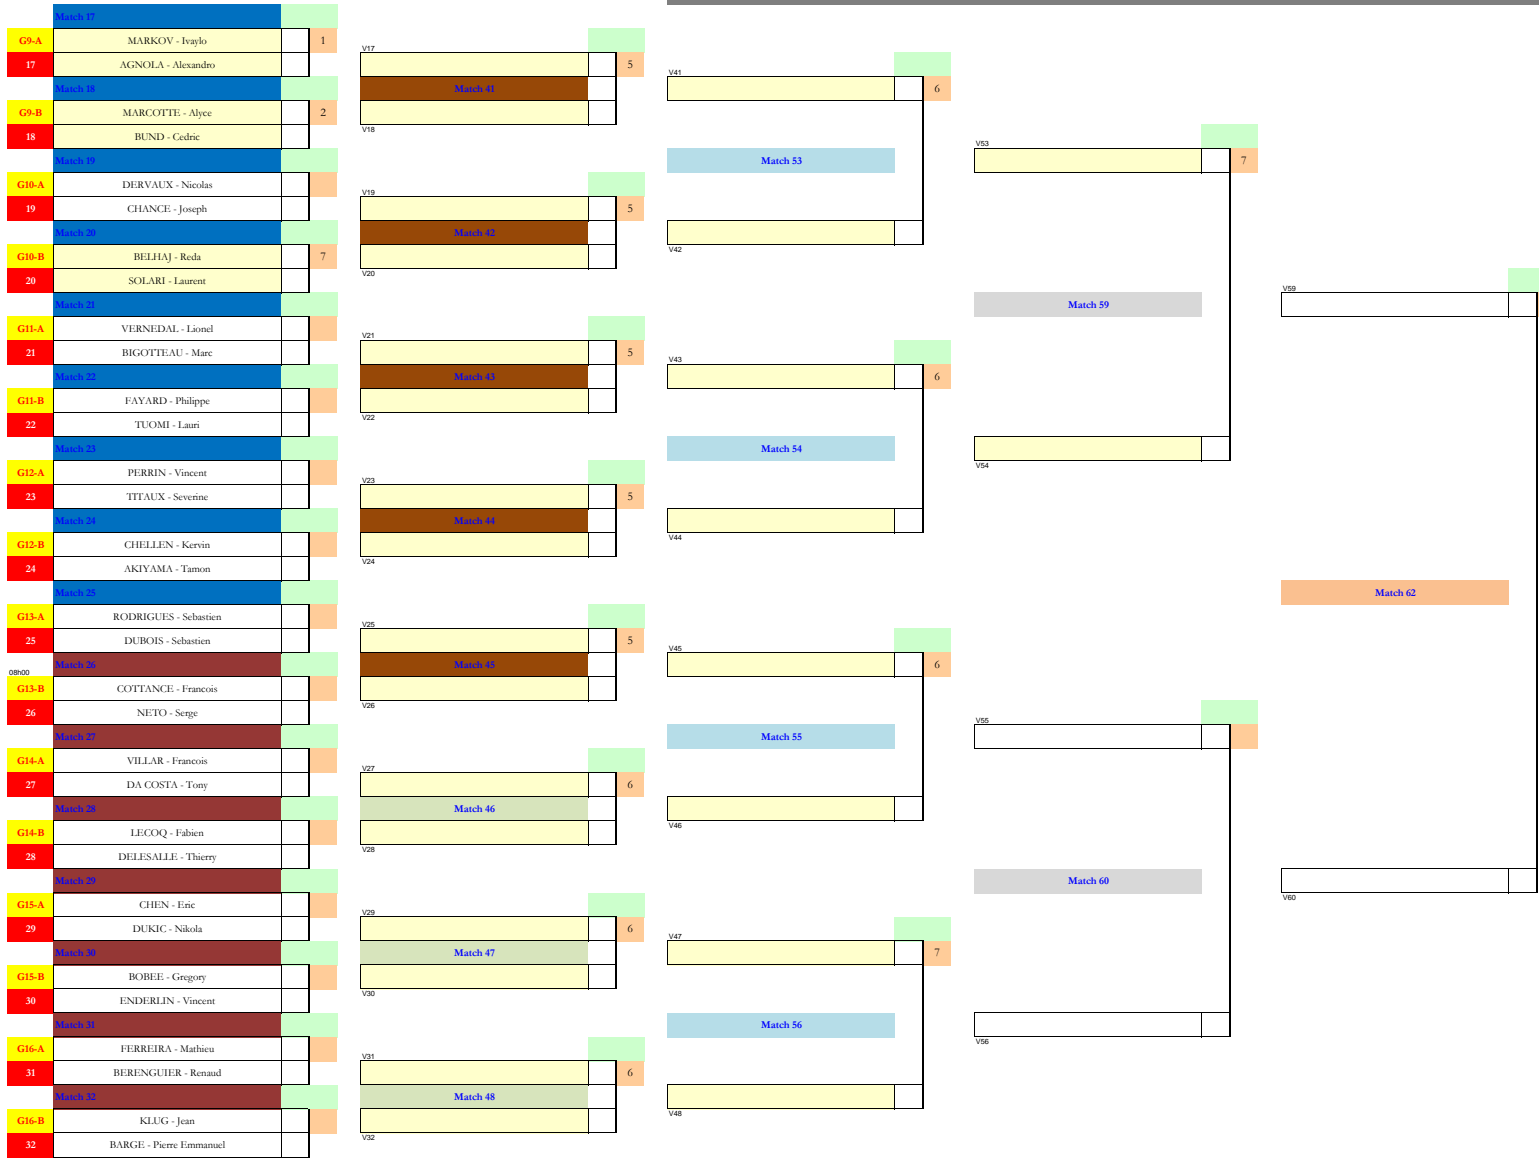 Match 17
G9-A MARKOV - Ivaylo 1
17 AGNOLA - Alexandro
Match 18
G9-B MARCOTTE - Alyce 2
18 BUND - Cedric
Match 19
G10-A DERVAUX - Nicolas
19 CHANCE - Joseph
Match 20
G10-B BELHAJ - Reda 7
20 SOLARI - Laurent
Match 21
G11-A VERNEDAL - Lionel
21 BIGOTTEAU - Marc
Match 22
G11-B FAYARD - Philippe
22 TUOMI - Lauri
Match 23
G12-A PERRIN - Vincent
23 TITAUX - Severine
Match 24
G12-B CHELLEN - Kervin
24 AKIYAMA - Tamon
Match 25
G13-A RODRIGUES - Sebastien
25 DUBOIS - Sebastien
08h00 Match 26
G13-B COTTANCE - Francois
26 NETO - Serge
Match 27
G14-A VILLAR - Francois
27 DA COSTA - Tony
Match 28
G14-B LECOQ - Fabien
28 DELESALLE - Thierry
Match 29
G15-A CHEN - Eric
29 DUKIC - Nikola
Match 30
G15-B BOBEE - Gregory
30 ENDERLIN - Vincent
Match 31
G16-A FERREIRA - Mathieu
31 BERENGUIER - Renaud
Match 32
G16-B KLUG - Jean
32 BARGE - Pierre Emmanuel
V17
5
Match 41
V18
V19
5
Match 42
V20
V21
5
Match 43
V22
V23
5
Match 44
V24
V25
5
Match 45
V26
V27
6
Match 46
V28
V29
6
Match 47
V30
V31
6
Match 48
V32
V41
6
Match 53
V42
V43
6
Match 54
V44
V45
6
Match 55
V46
V47
7
Match 56
V48
V53
7
Match 59
V54
V55
Match 60
V56
V59
Match 62
V60